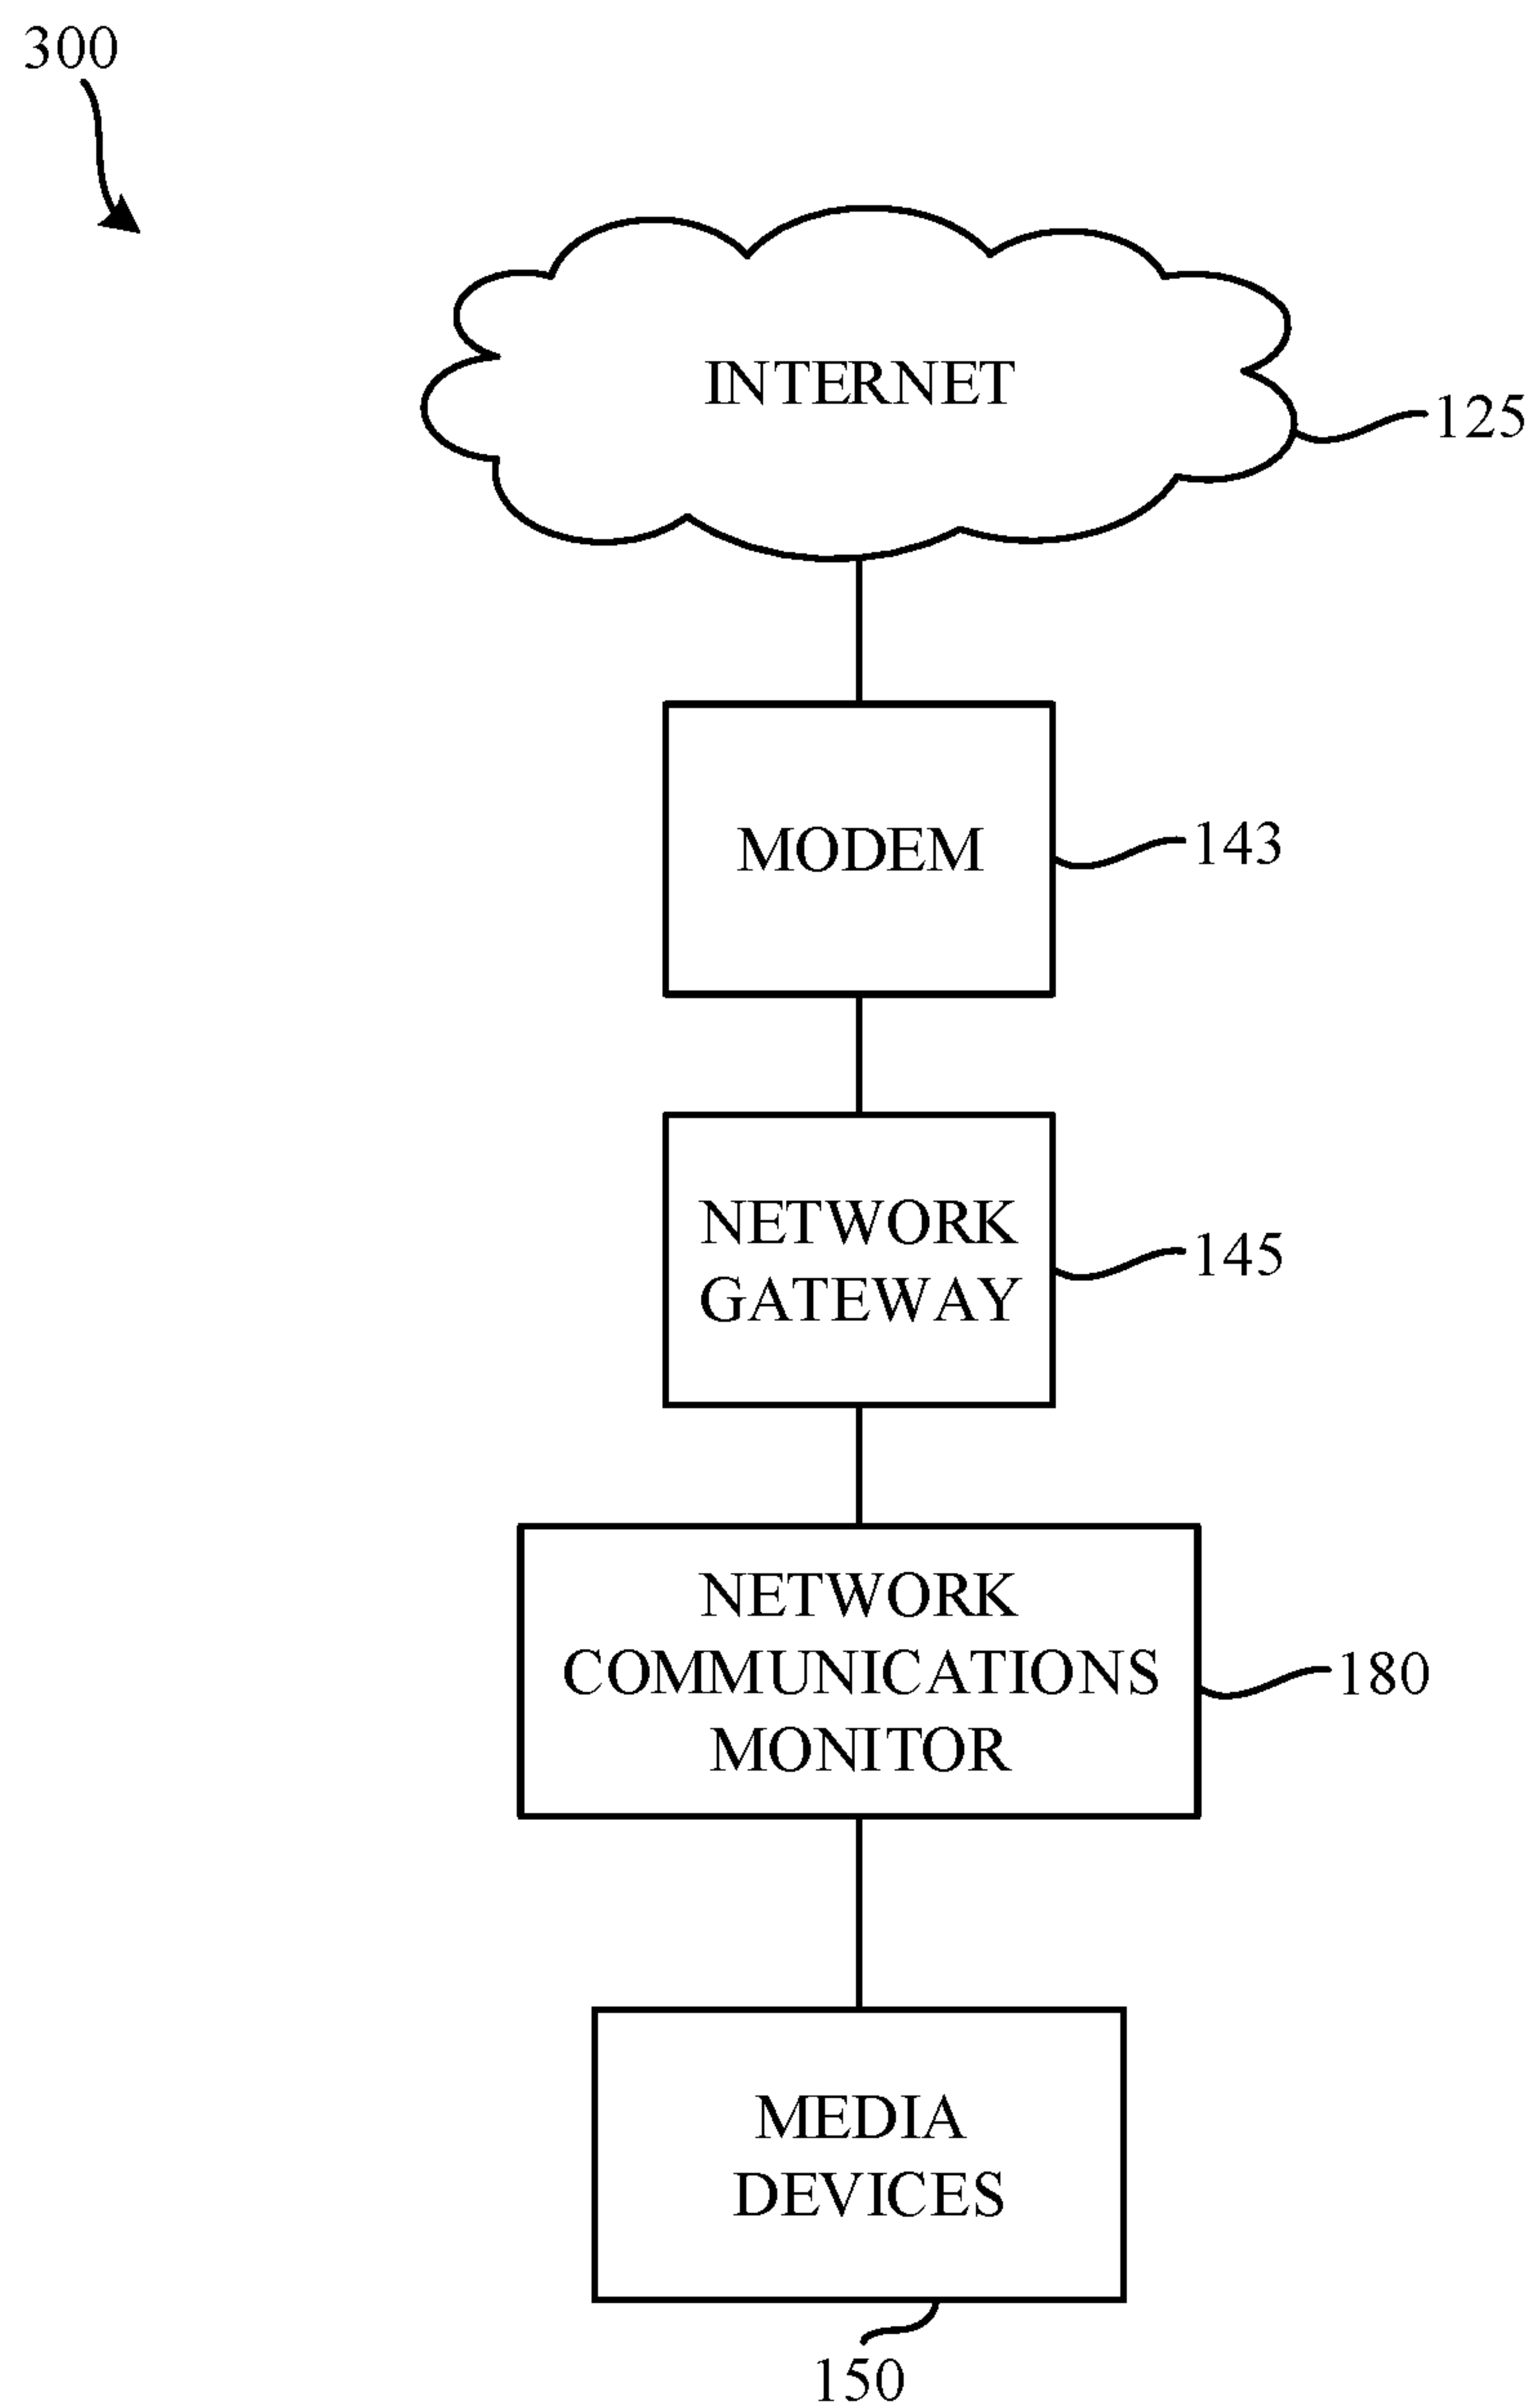 300
INTERNET
125
MODEM
143
NETWORK
GATEWAY
145
NETWORK
COMMUNICATIONS
MONITOR
180
MEDIA
DEVICES
150